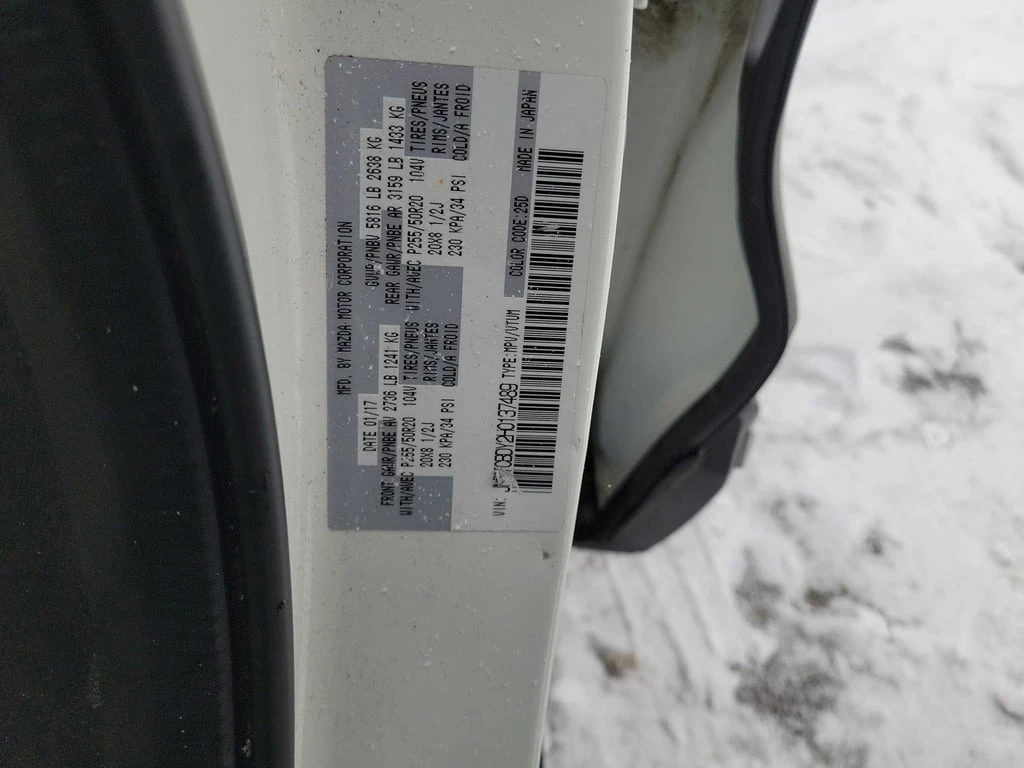 MFD. BY MAZDA MOTOR CORPORATION
DATE 01/17 GVWR/PNBV 5816 LB 2638 KG
FRONT GAWR/PNBE AV 2736 LB 1241 KG REAR GAWR/PNBE AR 3159 LB 1433 KG
WITH/AVEC P255/50R20 104V TIRES/PNEUS WITH/AVEC P255/50R20 104V TIRES/PNEUS
20X8 1/2J RIMS/JANTES 20X8 1/2J RIMS/JANTES
230 KPA/34 PSI COLD/A FROID 230 KPA/34 PSI COLD/A FROID
VIN: TYPE:MPV/VTUM COLOR CODE:25D MADE IN JAPAN